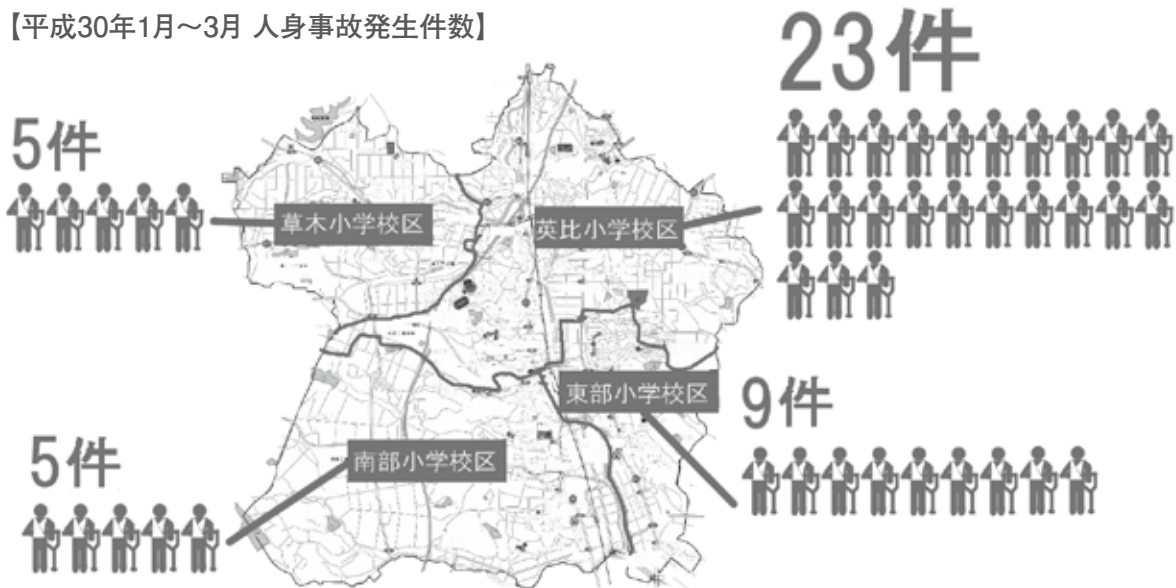 【平成30年1月～3月 人身事故発生件数】
23件
5件
草木小学校区
英比小学校区
東部小学校区
9件
5件
南部小学校区